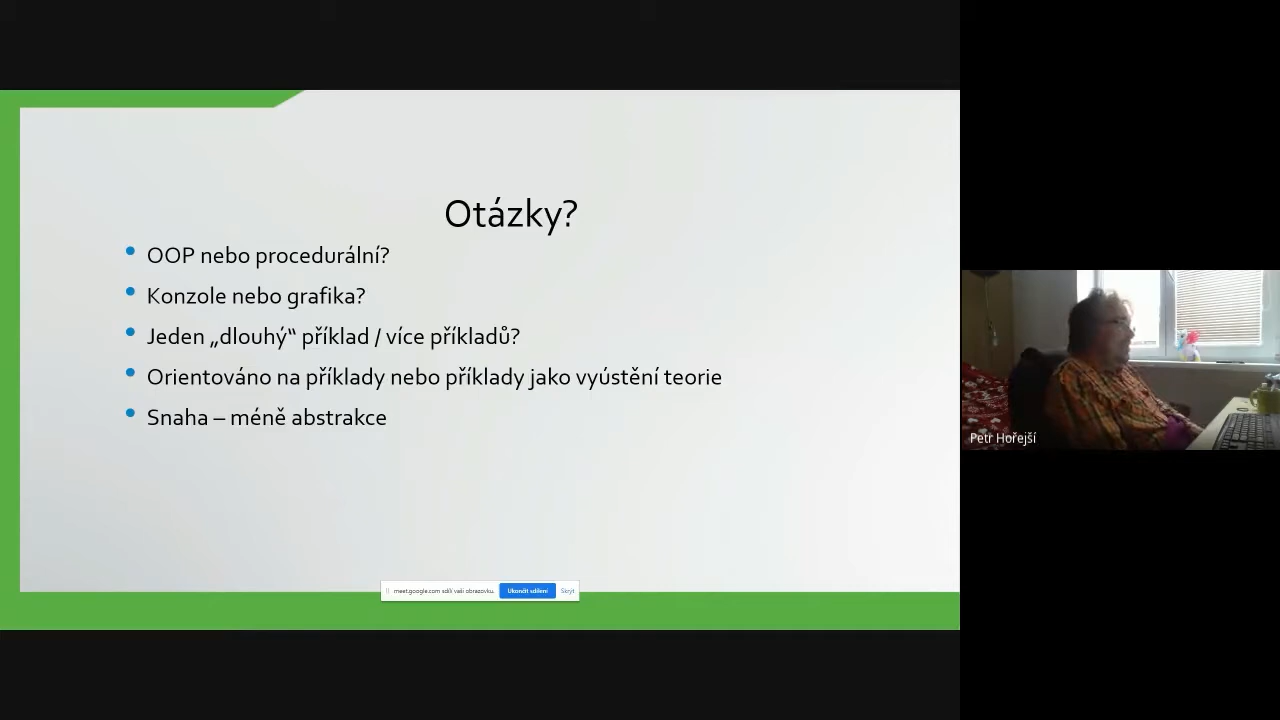 Otázky?
OOP nebo procedurální?
Konzole nebo grafika?
Jeden „dlouhý“ příklad / více příkladů?
Orientováno na příklady nebo příklady jako vyústění teorie
Snaha – méně abstrakce
meet.google.com sdílí vaši obrazovku. Ukončit sdílení Skrýt
Petr Hořejší